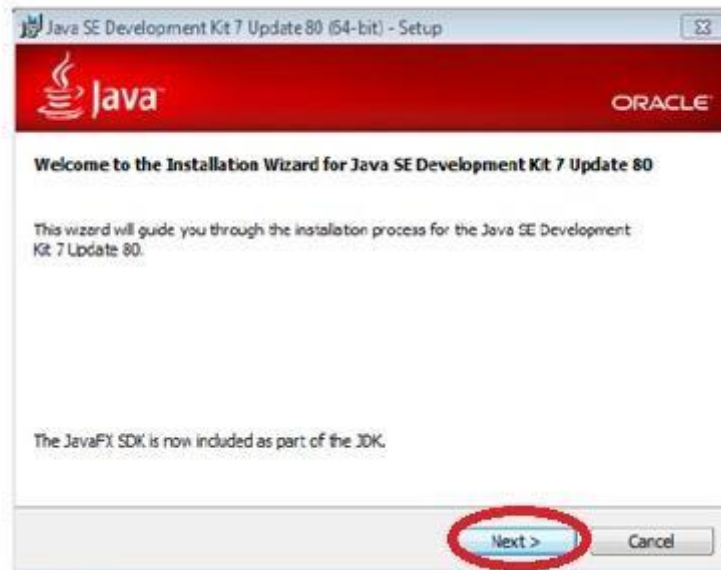 Java SE Development Kit 7 Update 80 (64-bit) - Setup
Java
ORACLE
Welcome to the Installation Wizard for Java SE Development Kit 7 Update 80
This wizard will guide you through the installation process for the Java SE Development
Kit 7 Update 80.
The JavaFX SDK is now included as part of the JDK.
Next > Cancel